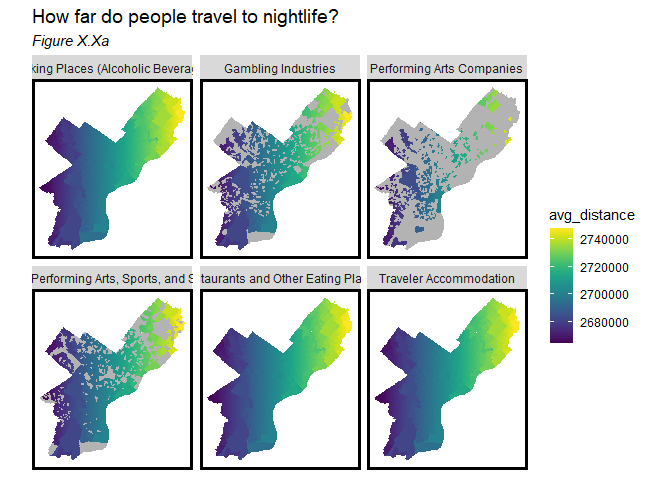 How far do people travel to nightlife?
Figure X.Xa
king Places (Alcoholic Beverag
Gambling Industries
Performing Arts Companies
Performing Arts, Sports, and S
taurants and Other Eating Pla
Traveler Accommodation
avg_distance
2740000
2720000
2700000
2680000